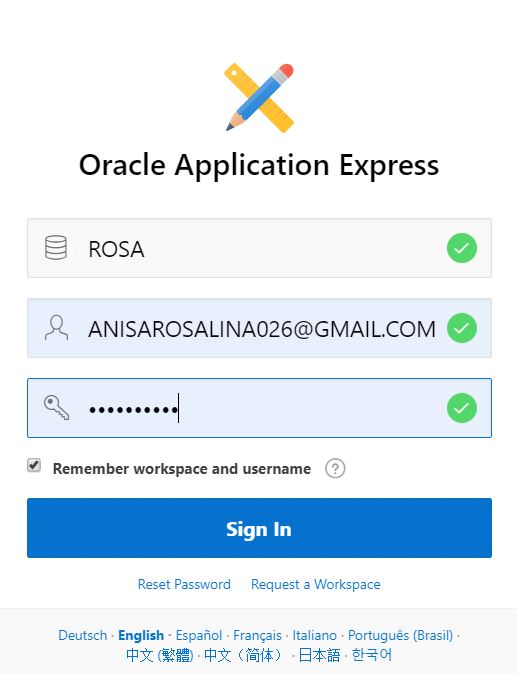 Oracle Application Express
ROSA
ANISAROSALINA026@GMAIL.COM
••••••••••
Remember workspace and username ?
Sign In
Reset Password Request a Workspace
Deutsch · English · Español · Français · Italiano · Português (Brasil) ·
中文 (繁體) · 中文（简体） · 日本語 · 한국어